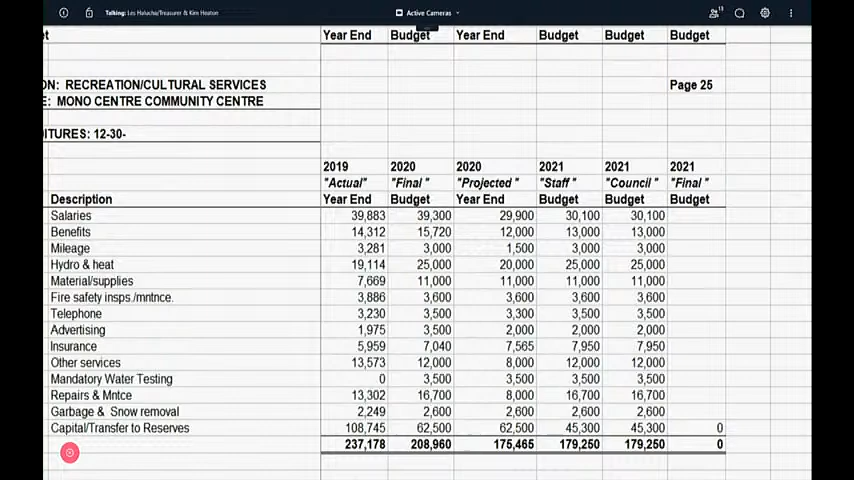 Talking: Les Halucha/Treasurer & Kim Heaton Active Cameras 13
et Year End Budget Year End Budget Budget Budget
ON: RECREATION/CULTURAL SERVICES Page 25
E: MONO CENTRE COMMUNITY CENTRE
ITURES: 12-30-
2019 2020 2020 2021 2021 2021
"Actual" "Final " "Projected " "Staff " "Council " "Final "
Description Year End Budget Year End Budget Budget Budget
Salaries 39,883 39,300 29,900 30,100 30,100
Benefits 14,312 15,720 12,000 13,000 13,000
Mileage 3,281 3,000 1,500 3,000 3,000
Hydro & heat 19,114 25,000 20,000 25,000 25,000
Material/supplies 7,669 11,000 11,000 11,000 11,000
Fire safety insps./mntnce. 3,886 3,600 3,600 3,600 3,600
Telephone 3,230 3,500 3,300 3,500 3,500
Advertising 1,975 3,500 2,000 2,000 2,000
Insurance 5,959 7,040 7,565 7,950 7,950
Other services 13,573 12,000 8,000 12,000 12,000
Mandatory Water Testing 0 3,500 3,500 3,500 3,500
Repairs & Mntce 13,302 16,700 8,000 16,700 16,700
Garbage & Snow removal 2,249 2,600 2,600 2,600 2,600
Capital/Transfer to Reserves 108,745 62,500 62,500 45,300 45,300 0
237,178 208,960 175,465 179,250 179,250 0